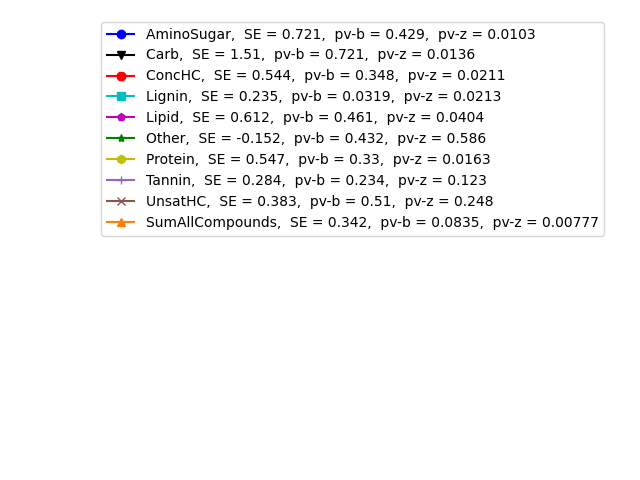 AminoSugar,  SE = 0.721,  pv-b = 0.429,  pv-z = 0.0103
Carb,  SE = 1.51,  pv-b = 0.721,  pv-z = 0.0136
ConcHC,  SE = 0.544,  pv-b = 0.348,  pv-z = 0.0211
Lignin,  SE = 0.235,  pv-b = 0.0319,  pv-z = 0.0213
Lipid,  SE = 0.612,  pv-b = 0.461,  pv-z = 0.0404
Other,  SE = -0.152,  pv-b = 0.432,  pv-z = 0.586
Protein,  SE = 0.547,  pv-b = 0.33,  pv-z = 0.0163
Tannin,  SE = 0.284,  pv-b = 0.234,  pv-z = 0.123
UnsatHC,  SE = 0.383,  pv-b = 0.51,  pv-z = 0.248
SumAllCompounds,  SE = 0.342,  pv-b = 0.0835,  pv-z = 0.00777